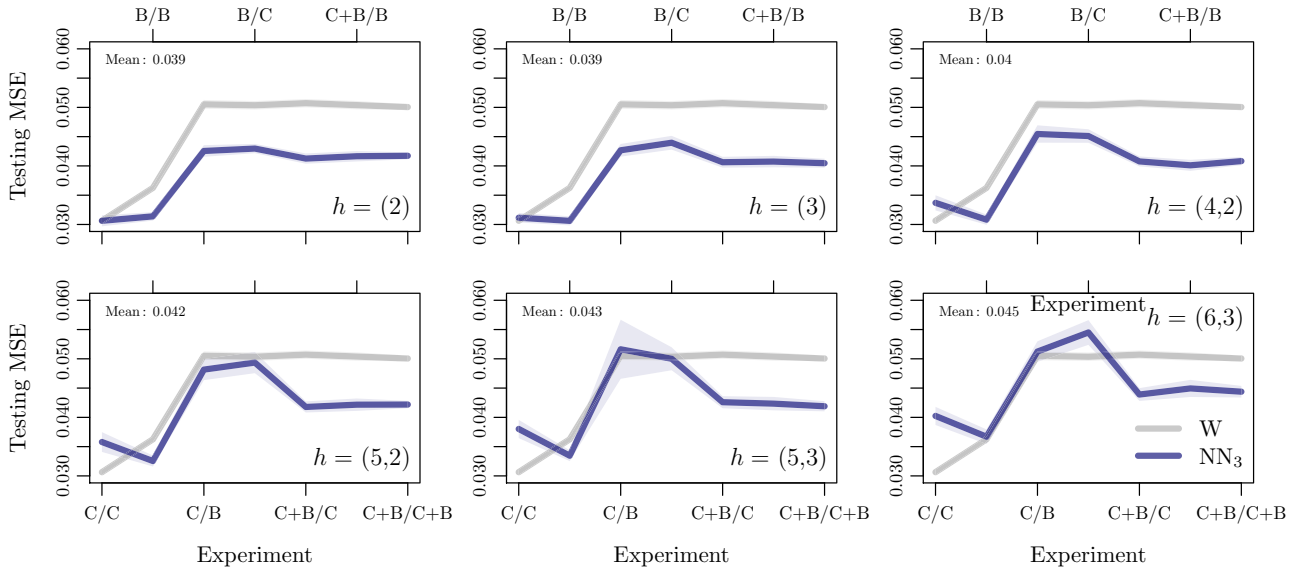 B/B B/C C+B/B B/B B/C C+B/B B/B B/C C+B/B
Testing MSE
0.030 0.040 0.050 0.060
Mean: 0.039
h = (2)
0.030 0.040 0.050 0.060
Mean: 0.039
h = (3)
0.030 0.040 0.050 0.060
Mean: 0.04
h = (4,2)
Testing MSE
0.030 0.040 0.050 0.060
Mean: 0.042
h = (5,2)
0.030 0.040 0.050 0.060
Mean: 0.043
h = (5,3)
0.030 0.040 0.050 0.060
Mean: 0.045
Experiment
h = (6,3)
W
NN₃
C/C C/B C+B/C C+B/C+B C/C C/B C+B/C C+B/C+B C/C C/B C+B/C C+B/C+B
Experiment Experiment Experiment